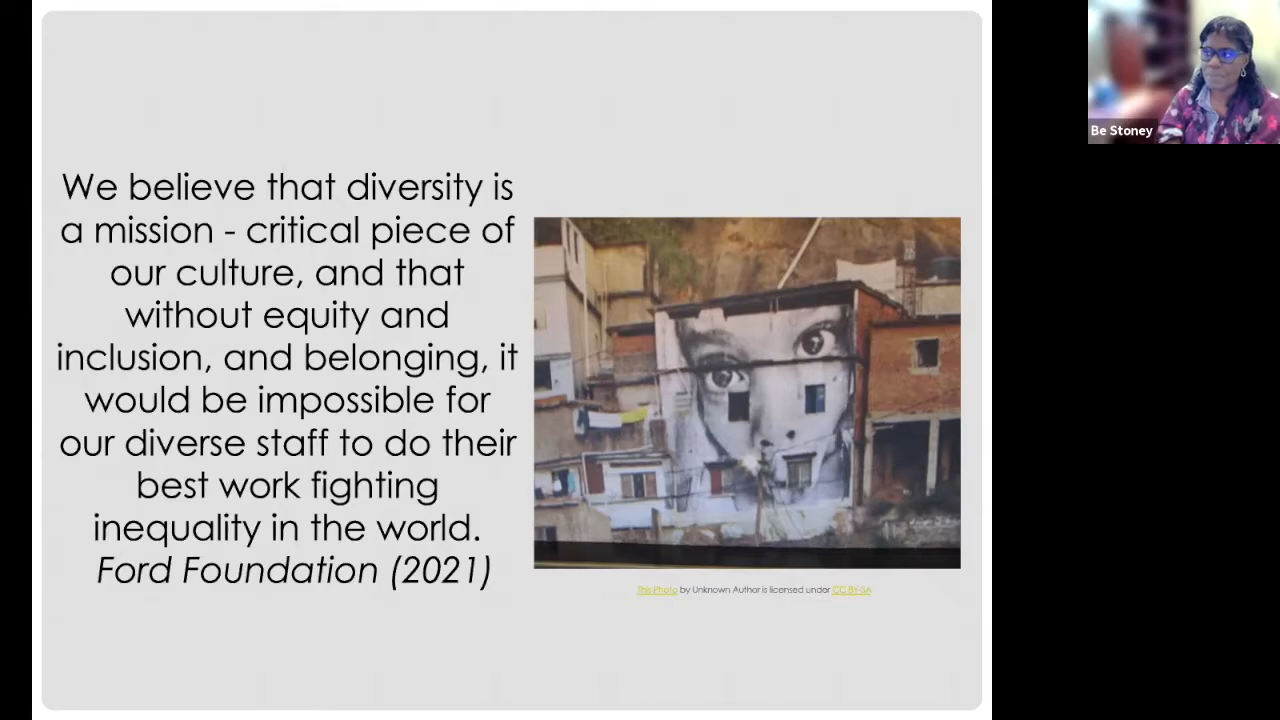 We believe that diversity is
a mission - critical piece of
our culture, and that
without equity and
inclusion, and belonging, it
would be impossible for
our diverse staff to do their
best work fighting
inequality in the world.
Ford Foundation (2021)
This Photo by Unknown Author is licensed under CC BY-SA
Be Stoney